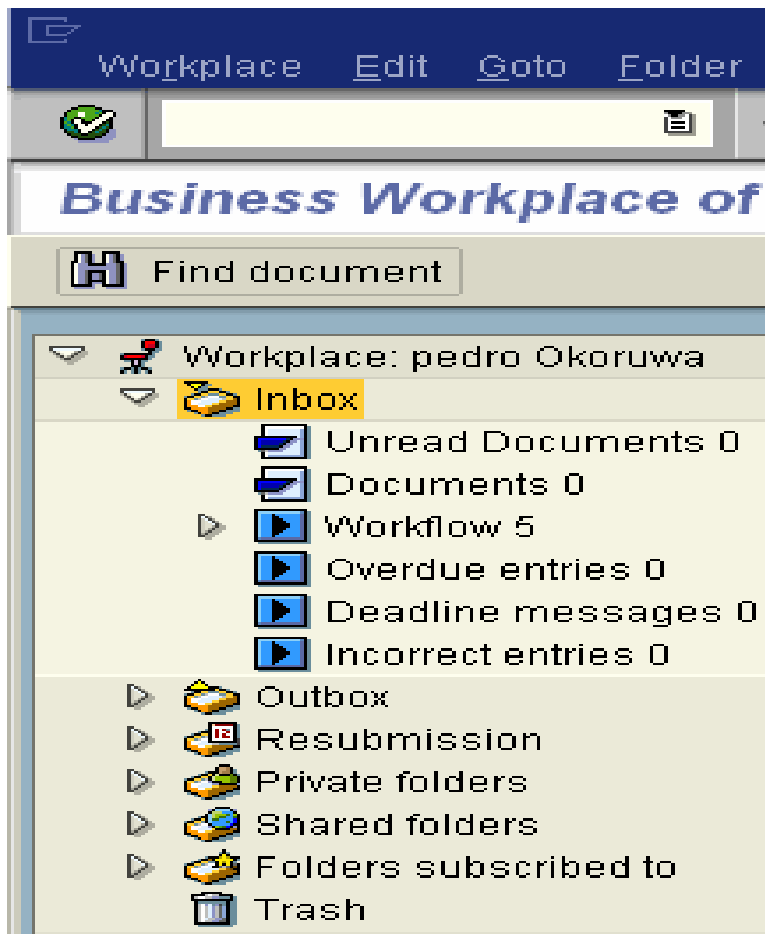 Workplace Edit Goto Folder
Business Workplace of
Find document
Workplace: pedro Okoruwa
Inbox
Unread Documents 0
Documents 0
Workflow 5
Overdue entries 0
Deadline messages 0
Incorrect entries 0
Outbox
12 Resubmission
Private folders
Shared folders
Folders subscribed to
Trash